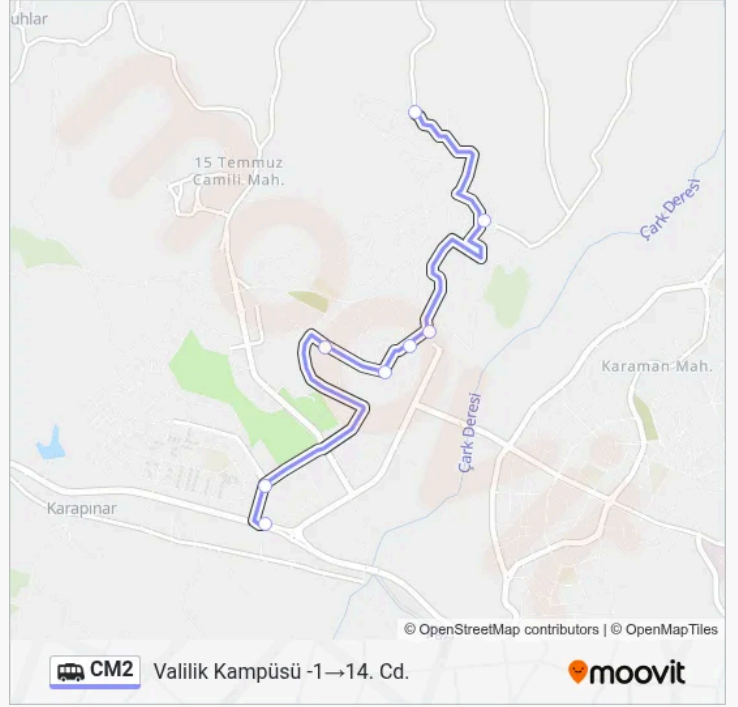 uhlar
15 Temmuz
Camili Mah.
Çark Deresi
Karaman Mah.
Çark Deresi
Karapınar
© OpenStreetMap contributors | © OpenMapTiles
CM2 Valilik Kampüsü -1→14. Cd. moovit